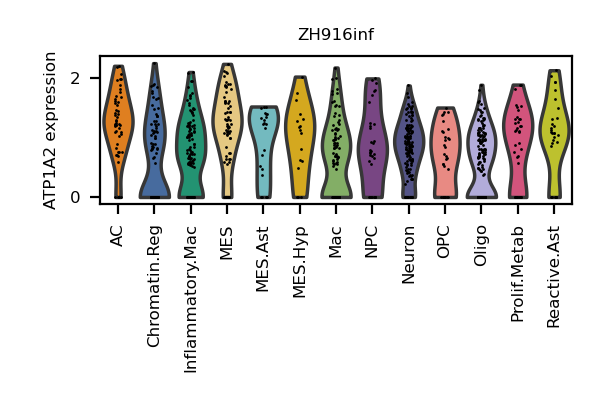 ZH916inf
ATP1A2 expression
2
0
AC
Chromatin.Reg
Inflammatory.Mac
MES
MES.Ast
MES.Hyp
Mac
NPC
Neuron
OPC
Oligo
Prolif.Metab
Reactive.Ast